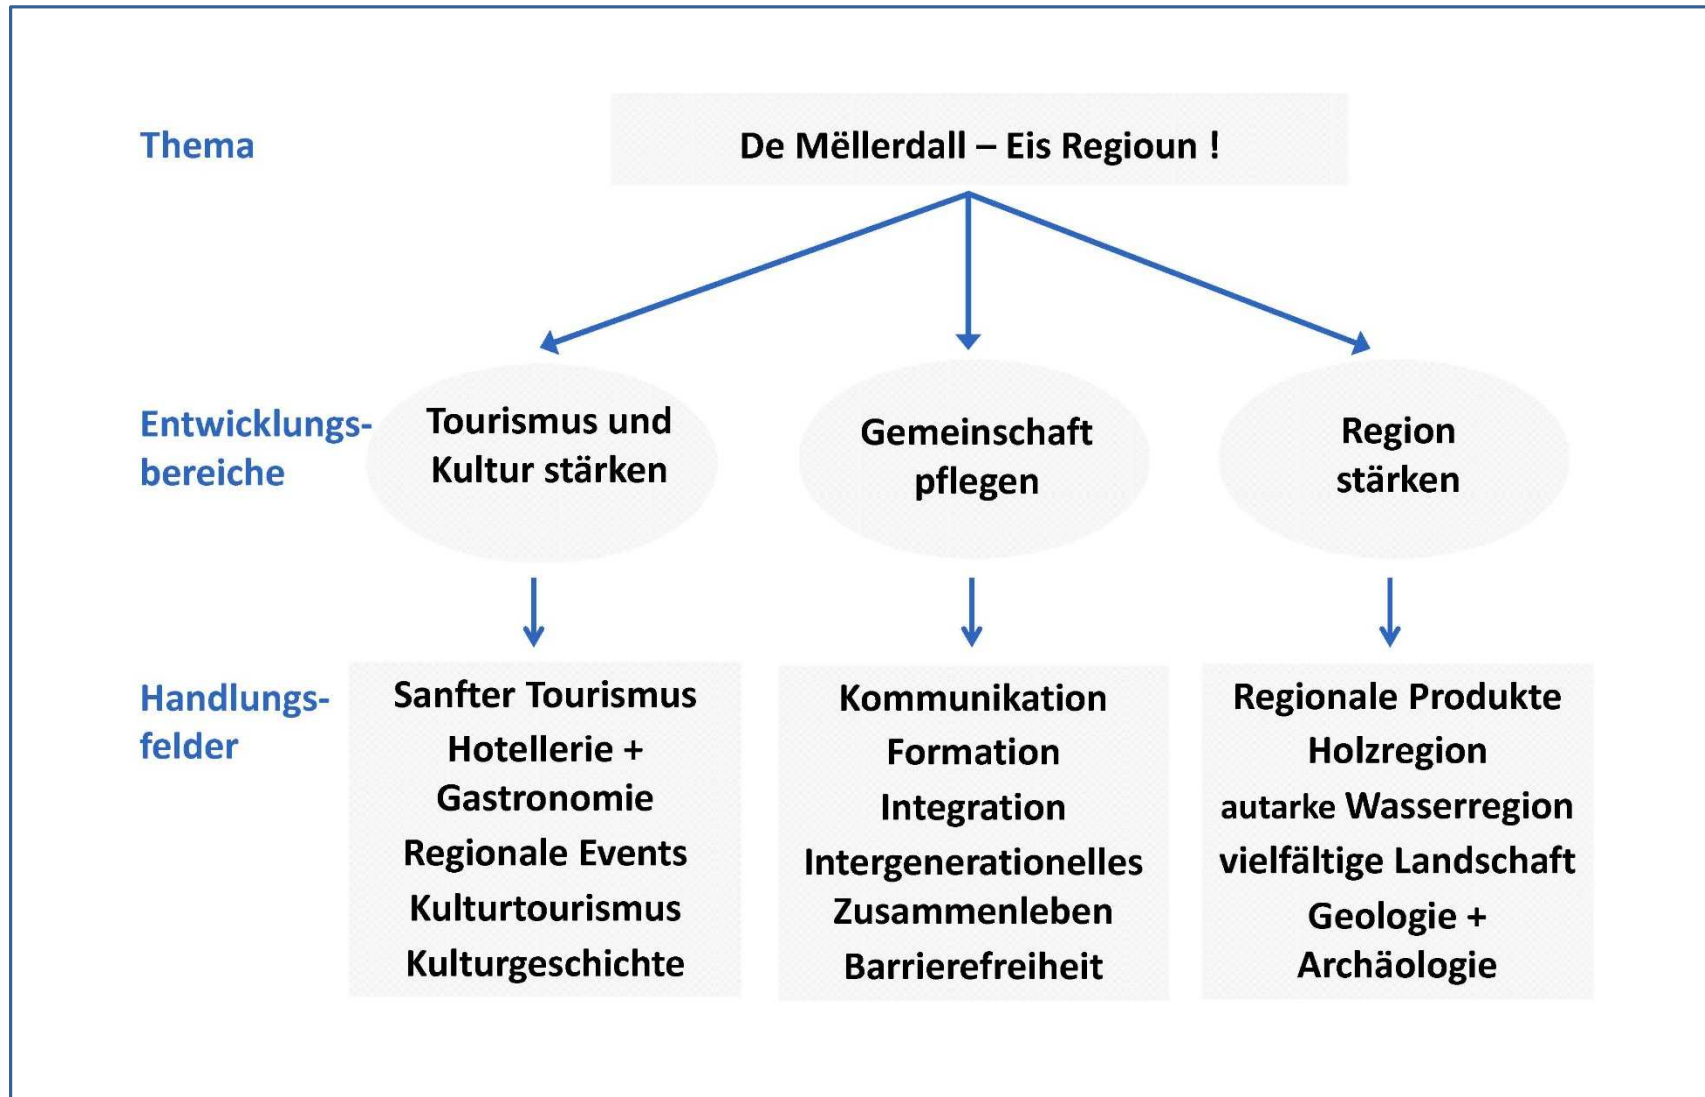 Thema
De Mëllerdall – Eis Regioun !
Entwicklungs-
bereiche
Tourismus und
Kultur stärken
Gemeinschaft
pflegen
Region
stärken
Handlungs-
felder
Sanfter Tourismus
Hotellerie +
Gastronomie
Regionale Events
Kulturtourismus
Kulturgeschichte
Kommunikation
Formation
Integration
Intergenerationelles
Zusammenleben
Barrierefreiheit
Regionale Produkte
Holzregion
autarke Wasserregion
vielfältige Landschaft
Geologie +
Archäologie